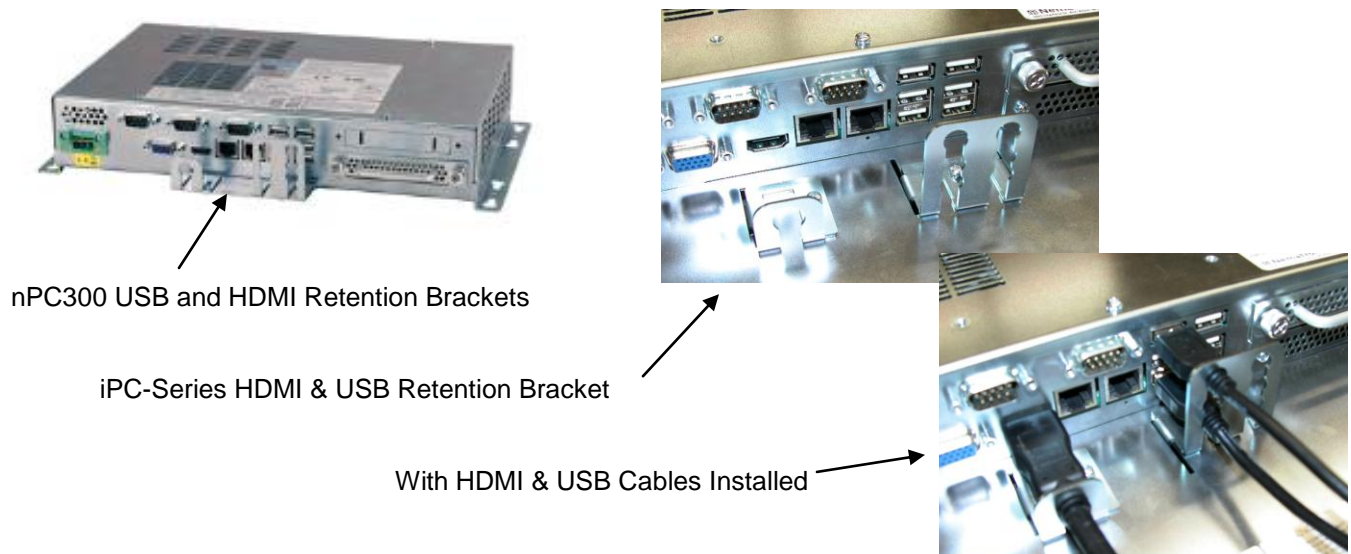 nPC300 USB and HDMI Retention Brackets
iPC-Series HDMI & USB Retention Bracket
With HDMI & USB Cables Installed